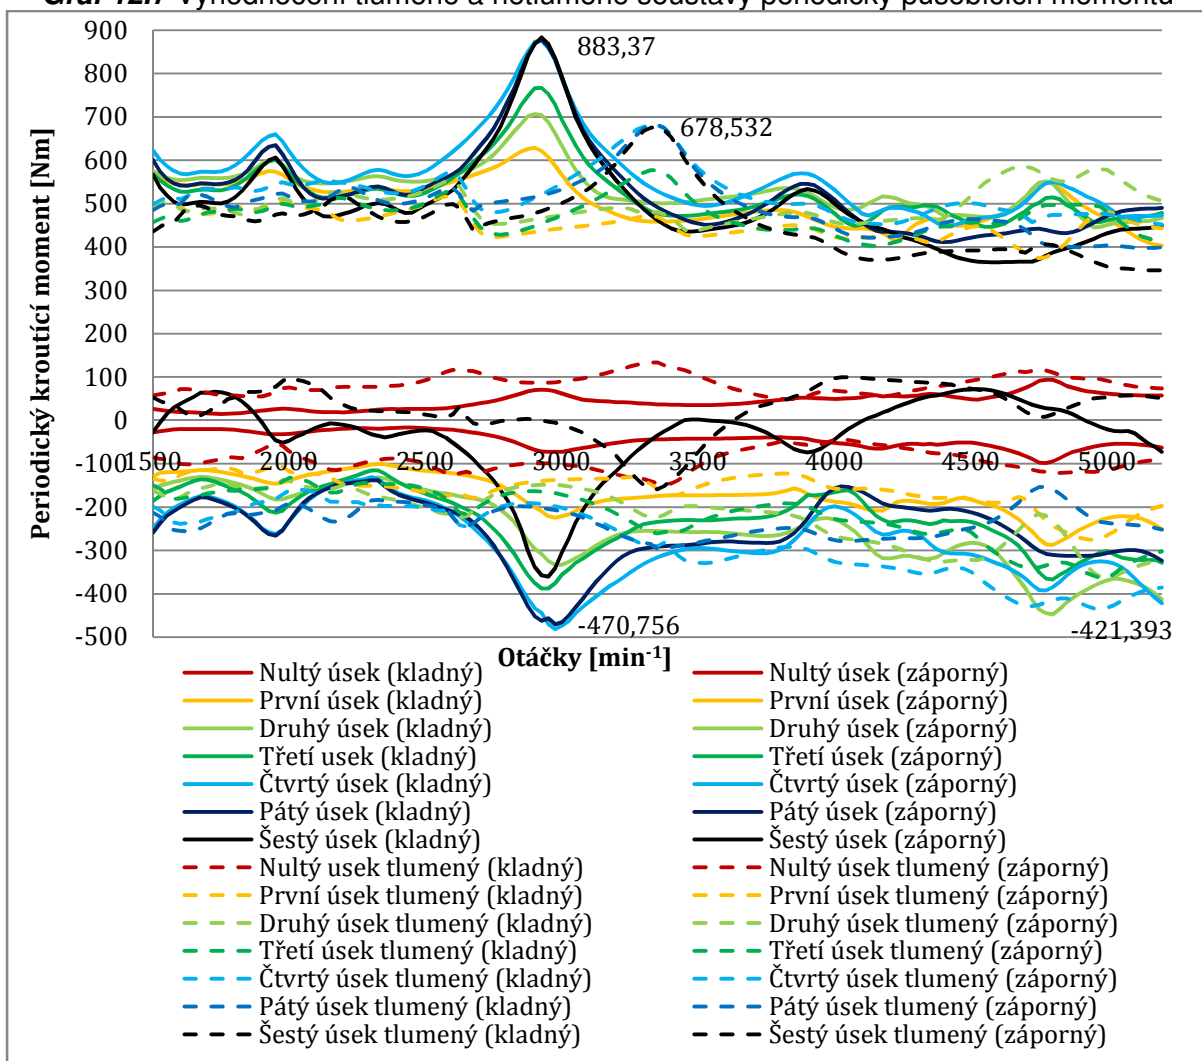 Graf 12.7 Vyhodnocení tlumené a netlumené soustavy periodicky působících momentů
900
883,37
800
700
678,532
600
500
400
300
200
100
0
-100
1500 2000 2500 3000 3500 4000 4500 5000
-200
-300
-400
-500
-470,756
-421,393
Periodický kroutící moment [Nm]
Otáčky [min⁻¹]
Nultý úsek (kladný) Nultý úsek (záporný)
První úsek (kladný) První úsek (záporný)
Druhý úsek (kladný) Druhý úsek (záporný)
Třetí usek (kladný) Třetí úsek (záporný)
Čtvrtý úsek (kladný) Čtvrtý úsek (záporný)
Pátý úsek (kladný) Pátý úsek (záporný)
Šestý úsek (kladný) Šestý úsek (záporný)
Nultý usek tlumený (kladný) Nultý úsek tlumený (záporný)
První úsek tlumený (kladný) První úsek tlumený (záporný)
Druhý úsek tlumený (kladný) Druhý úsek tlumený (záporný)
Třetí úsek tlumený (kladný) Třetí úsek tlumený (záporný)
Čtvrtý úsek tlumený (kladný) Čtvrtý úsek tlumený (záporný)
Pátý úsek tlumený (kladný) Pátý úsek tlumený (záporný)
Šestý úsek tlumený (kladný) Šestý úsek tlumený (záporný)